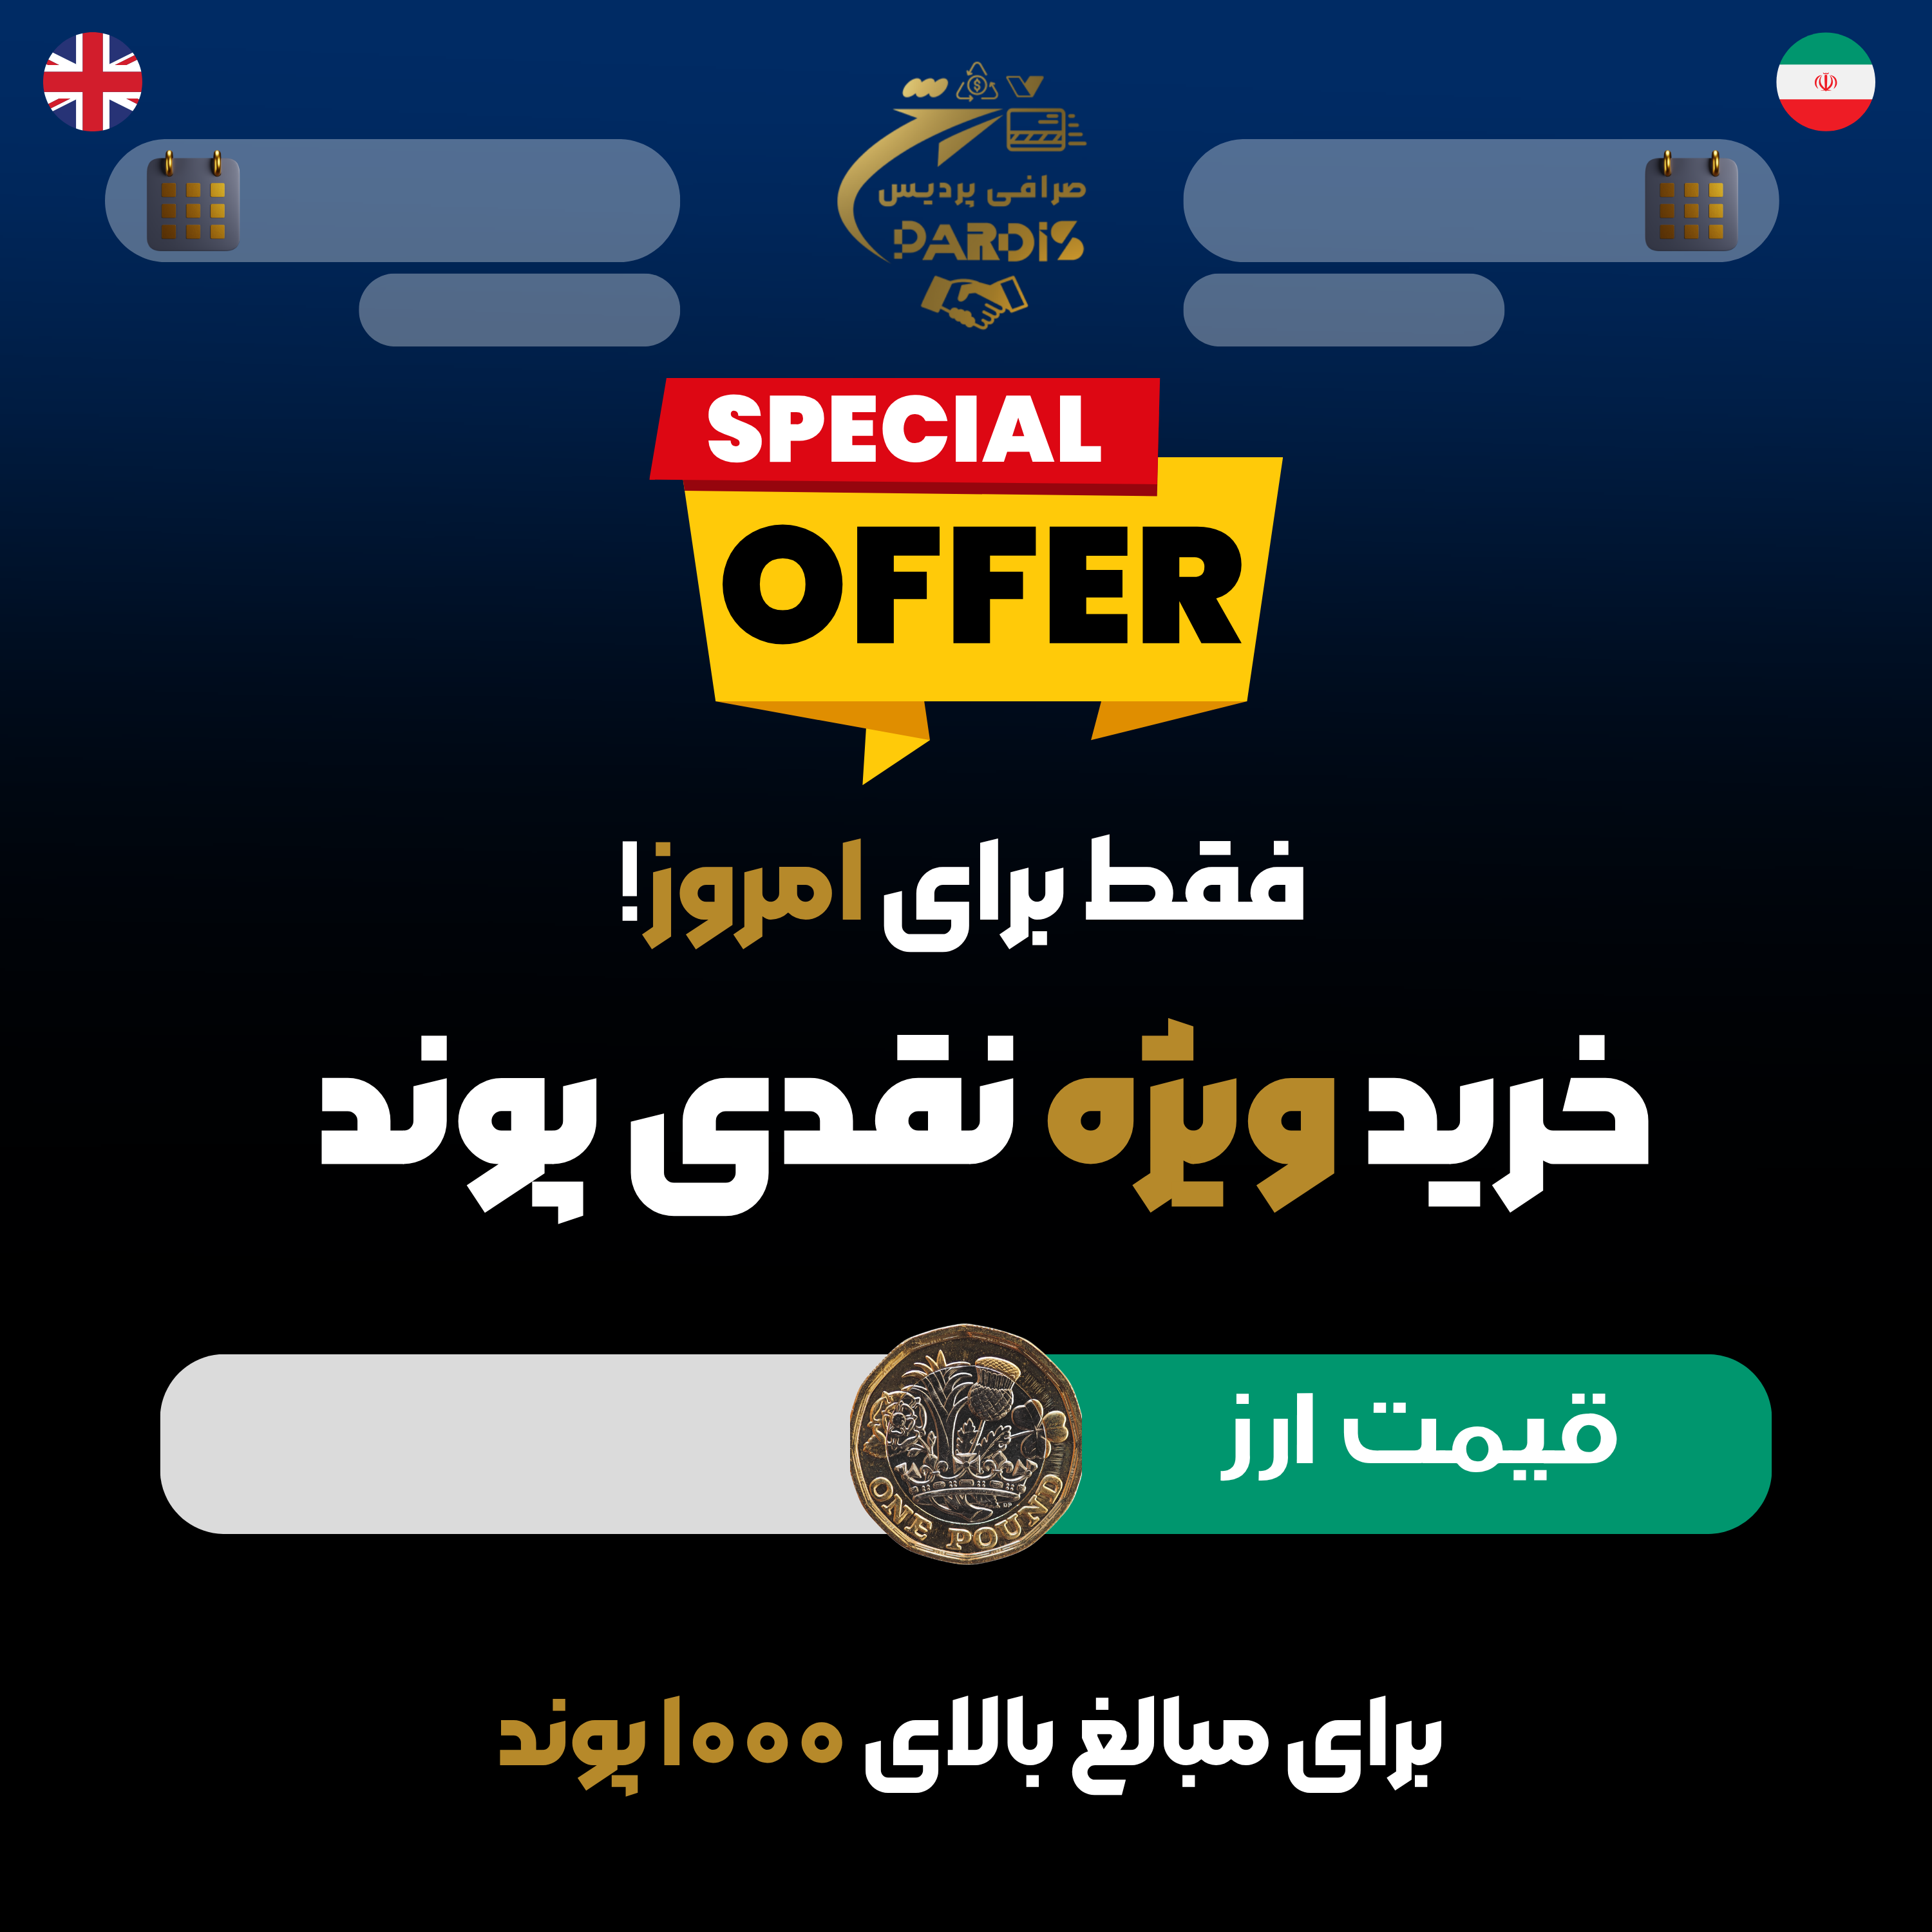 صرافی پردیس
PARDIS
SPECIAL
OFFER
فقط برای امروز!
خرید ویژه نقدی پوند
قیمت ارز
ONE POUND
برای مبالغ بالای ۱۰۰۰ پوند